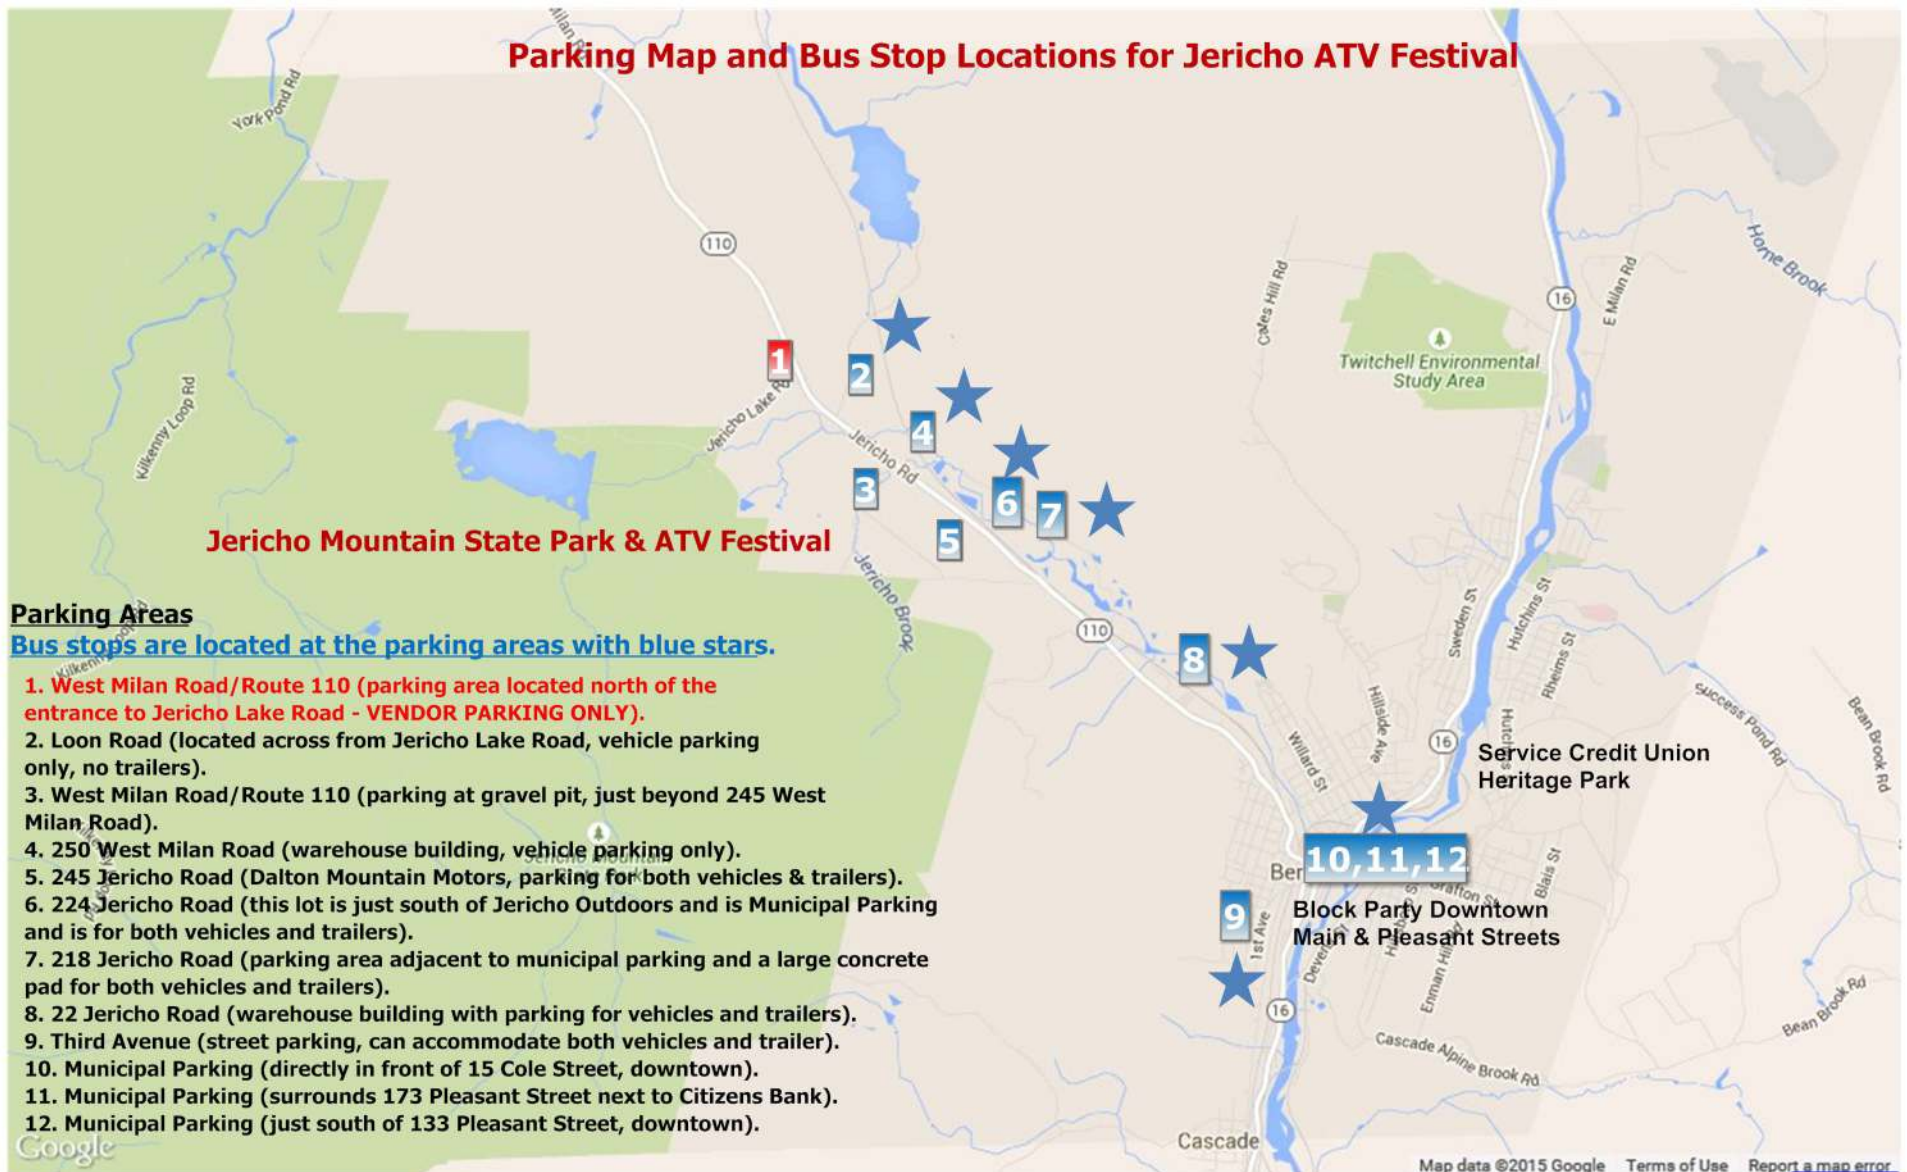 Parking Map and Bus Stop Locations for Jericho ATV Festival
Milan Rd
York Pond Rd
110
Horne Brook
Cates Hill Rd
16
E Milan Rd
Twitchell Environmental
Study Area
1
2
Jericho Lake Rd
Kilkenny Loop Rd
4
Jericho Rd
3
6
7
5
Jericho Mountain State Park & ATV Festival
Jericho Brook
Sweden St
Hutchins St
Rheims St
110
8
Hillside Ave
Success Pond Rd
Bean Brook Rd
Willard St
16
Service Credit Union
Heritage Park
Parking Areas
Bus stops are located at the parking areas with blue stars.
1. West Milan Road/Route 110 (parking area located north of the
entrance to Jericho Lake Road - VENDOR PARKING ONLY).
2. Loon Road (located across from Jericho Lake Road, vehicle parking
only, no trailers).
3. West Milan Road/Route 110 (parking at gravel pit, just beyond 245 West
Milan Road).
4. 250 West Milan Road (warehouse building, vehicle parking only).
5. 245 Jericho Road (Dalton Mountain Motors, parking for both vehicles & trailers).
6. 224 Jericho Road (this lot is just south of Jericho Outdoors and is Municipal Parking
and is for both vehicles and trailers).
7. 218 Jericho Road (parking area adjacent to municipal parking and a large concrete
pad for both vehicles and trailers).
8. 22 Jericho Road (warehouse building with parking for vehicles and trailers).
9. Third Avenue (street parking, can accommodate both vehicles and trailer).
10. Municipal Parking (directly in front of 15 Cole Street, downtown).
11. Municipal Parking (surrounds 173 Pleasant Street next to Citizens Bank).
12. Municipal Parking (just south of 133 Pleasant Street, downtown).
10,11,12
Ber
Grafton St
Blais St
9
1st Ave
Block Party Downtown
Main & Pleasant Streets
Devens St
Enman Hill Rd
16
Cascade Alpine Brook Rd
Bean Brook Rd
Cascade
Google
Map data ©2015 Google Terms of Use Report a map error